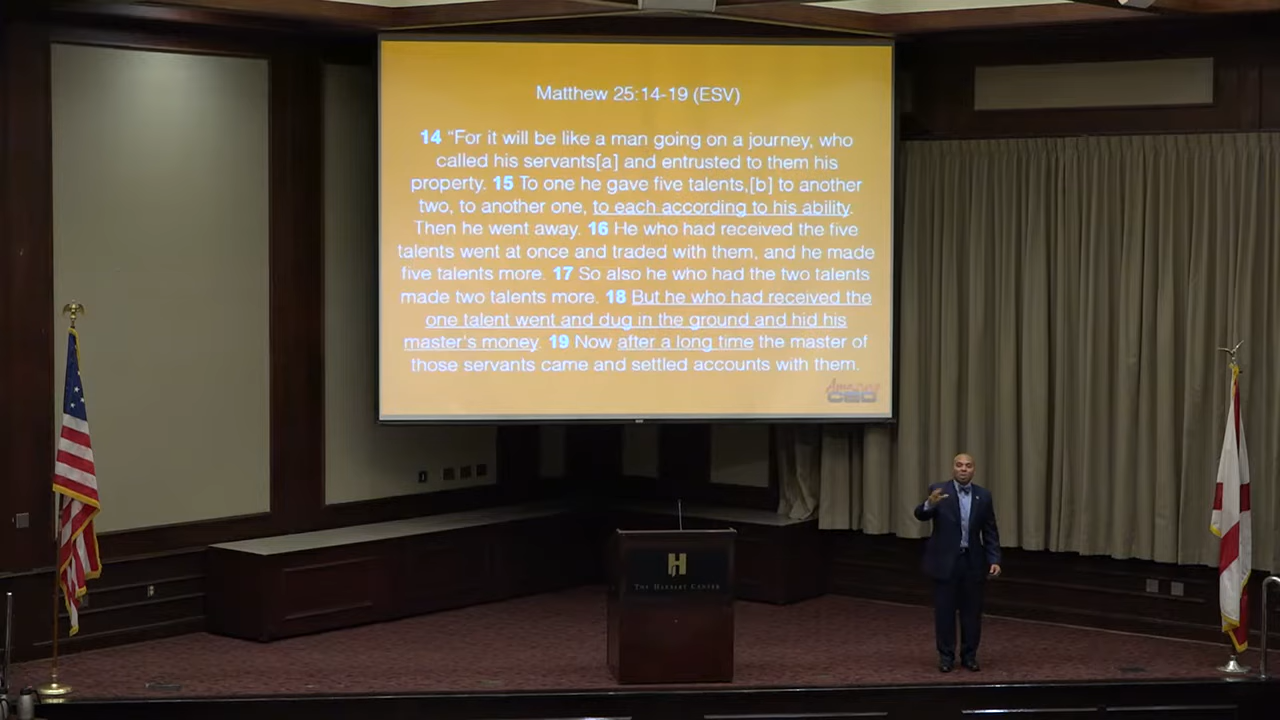 Matthew 25:14-19 (ESV)
14 “For it will be like a man going on a journey, who
called his servants[a] and entrusted to them his
property. 15 To one he gave five talents,[b] to another
two, to another one, to each according to his ability.
Then he went away. 16 He who had received the five
talents went at once and traded with them, and he made
five talents more. 17 So also he who had the two talents
made two talents more. 18 But he who had received the
one talent went and dug in the ground and hid his
master's money. 19 Now after a long time the master of
those servants came and settled accounts with them.
Amazing
CEO
H
The Harbert Center